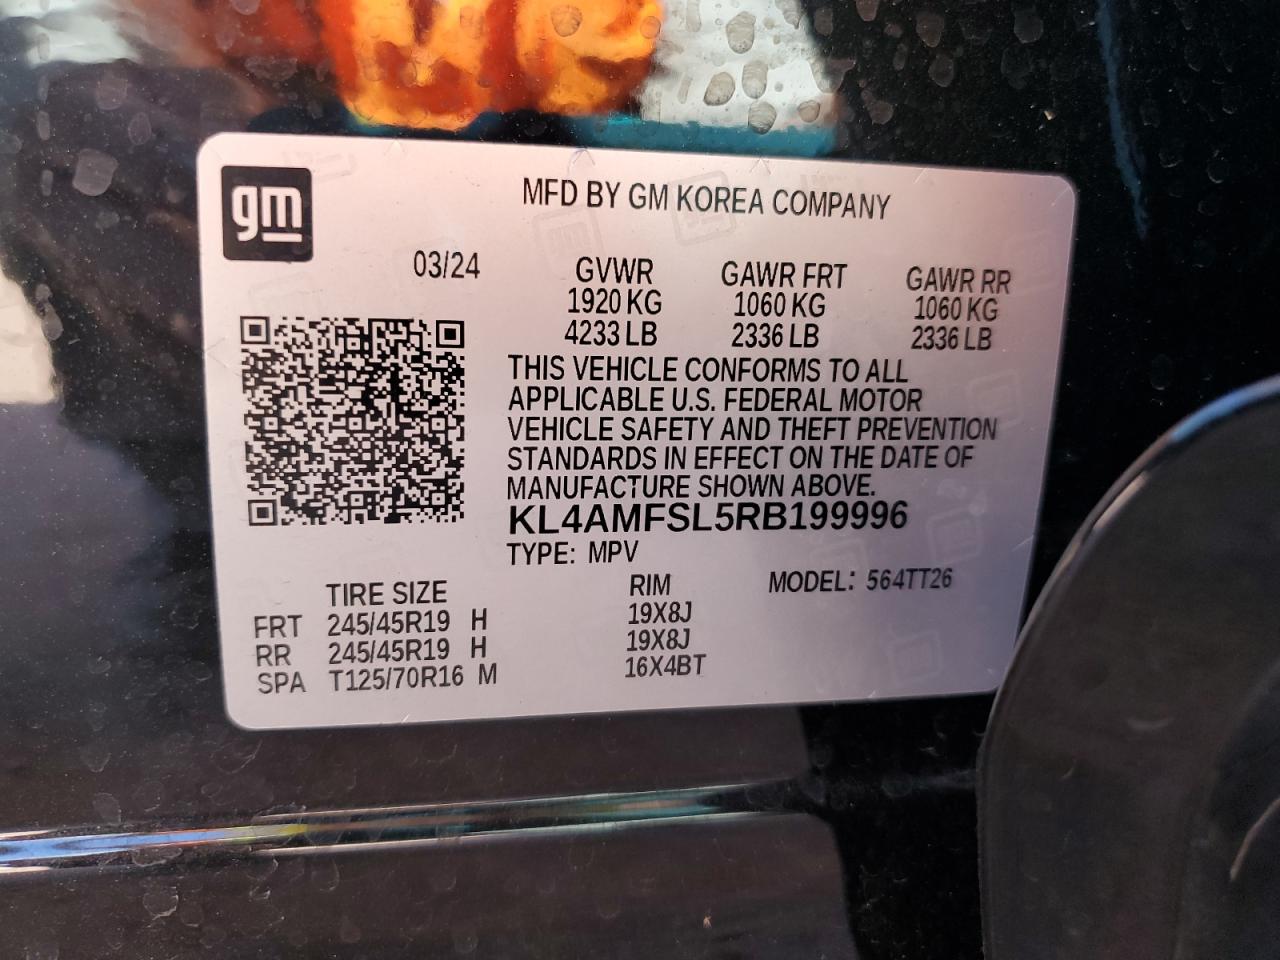 gm
MFD BY GM KOREA COMPANY
03/24 GVWR GAWR FRT GAWR RR
1920 KG 1060 KG 1060 KG
4233 LB 2336 LB 2336 LB
THIS VEHICLE CONFORMS TO ALL
APPLICABLE U.S. FEDERAL MOTOR
VEHICLE SAFETY AND THEFT PREVENTION
STANDARDS IN EFFECT ON THE DATE OF
MANUFACTURE SHOWN ABOVE.
KL4AMFSL5RB199996
TYPE: MPV
TIRE SIZE RIM MODEL: 564TT26
FRT 245/45R19 H 19X8J
RR 245/45R19 H 19X8J
SPA T125/70R16 M 16X4BT